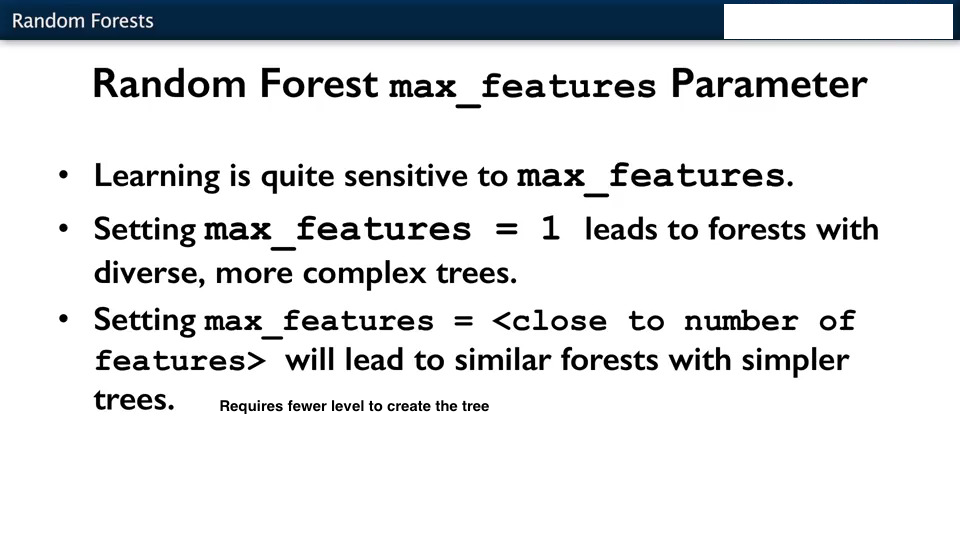 Random Forests
Random Forest max_features Parameter
• Learning is quite sensitive to max_features.
• Setting max_features = 1 leads to forests with
diverse, more complex trees.
• Setting max_features = <close to number of
features> will lead to similar forests with simpler
trees. Requires fewer level to create the tree